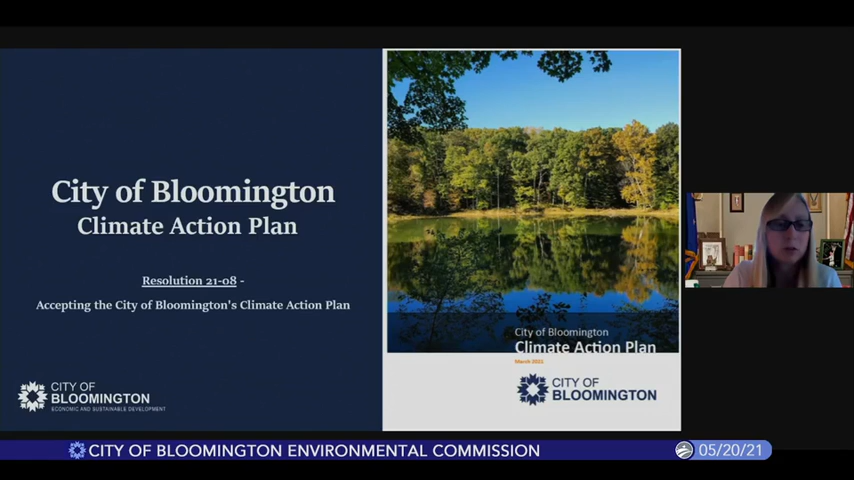 City of Bloomington
Climate Action Plan
Resolution 21-08 -
Accepting the City of Bloomington's Climate Action Plan
CITY OF
BLOOMINGTON
ECONOMIC AND SUSTAINABLE DEVELOPMENT
City of Bloomington
Climate Action Plan
March 2021
CITY OF
BLOOMINGTON
CITY OF BLOOMINGTON ENVIRONMENTAL COMMISSION
05/20/21